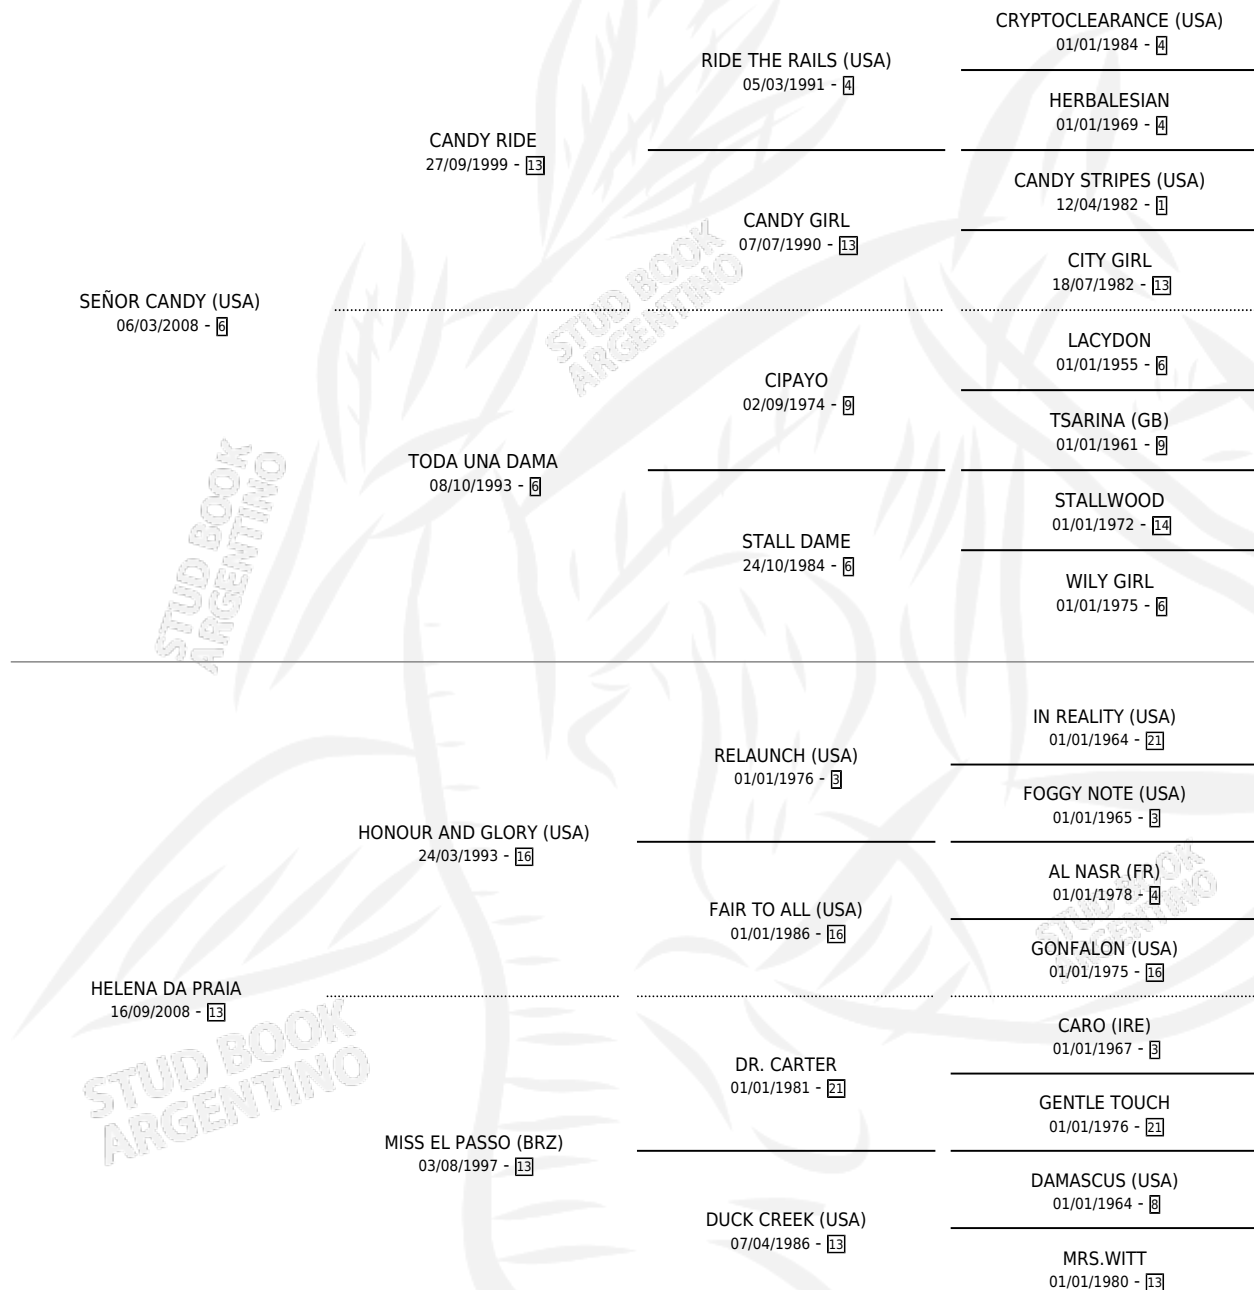 CRYPTOCLEARANCE (USA)
01/01/1984 - 4
RIDE THE RAILS (USA)
05/03/1991 - 4
HERBALESIAN
01/01/1969 - 4
CANDY RIDE
27/09/1999 - 13
CANDY STRIPES (USA)
12/04/1982 - 1
CANDY GIRL
07/07/1990 - 13
CITY GIRL
18/07/1982 - 13
SEÑOR CANDY (USA)
06/03/2008 - 6
STUD BOOK
ARGENTINO
LACYDON
01/01/1955 - 6
CIPAYO
02/09/1974 - 9
TSARINA (GB)
01/01/1961 - 9
TODA UNA DAMA
08/10/1993 - 6
STALLWOOD
01/01/1972 - 14
STALL DAME
24/10/1984 - 6
WILY GIRL
01/01/1975 - 6
STUD BOOK
ARGENTINO
IN REALITY (USA)
01/01/1964 - 21
RELAUNCH (USA)
01/01/1976 - 3
FOGGY NOTE (USA)
01/01/1965 - 3
HONOUR AND GLORY (USA)
24/03/1993 - 16
AL NASR (FR)
01/01/1978 - 4
FAIR TO ALL (USA)
01/01/1986 - 16
STUD BOOK
ARGENTINO
GONFALON (USA)
01/01/1975 - 16
HELENA DA PRAIA
16/09/2008 - 13
CARO (IRE)
01/01/1967 - 3
DR. CARTER
01/01/1981 - 21
STUD BOOK
ARGENTINO
GENTLE TOUCH
01/01/1976 - 21
MISS EL PASSO (BRZ)
03/08/1997 - 13
DAMASCUS (USA)
01/01/1964 - 8
DUCK CREEK (USA)
07/04/1986 - 13
MRS.WITT
01/01/1980 - 13